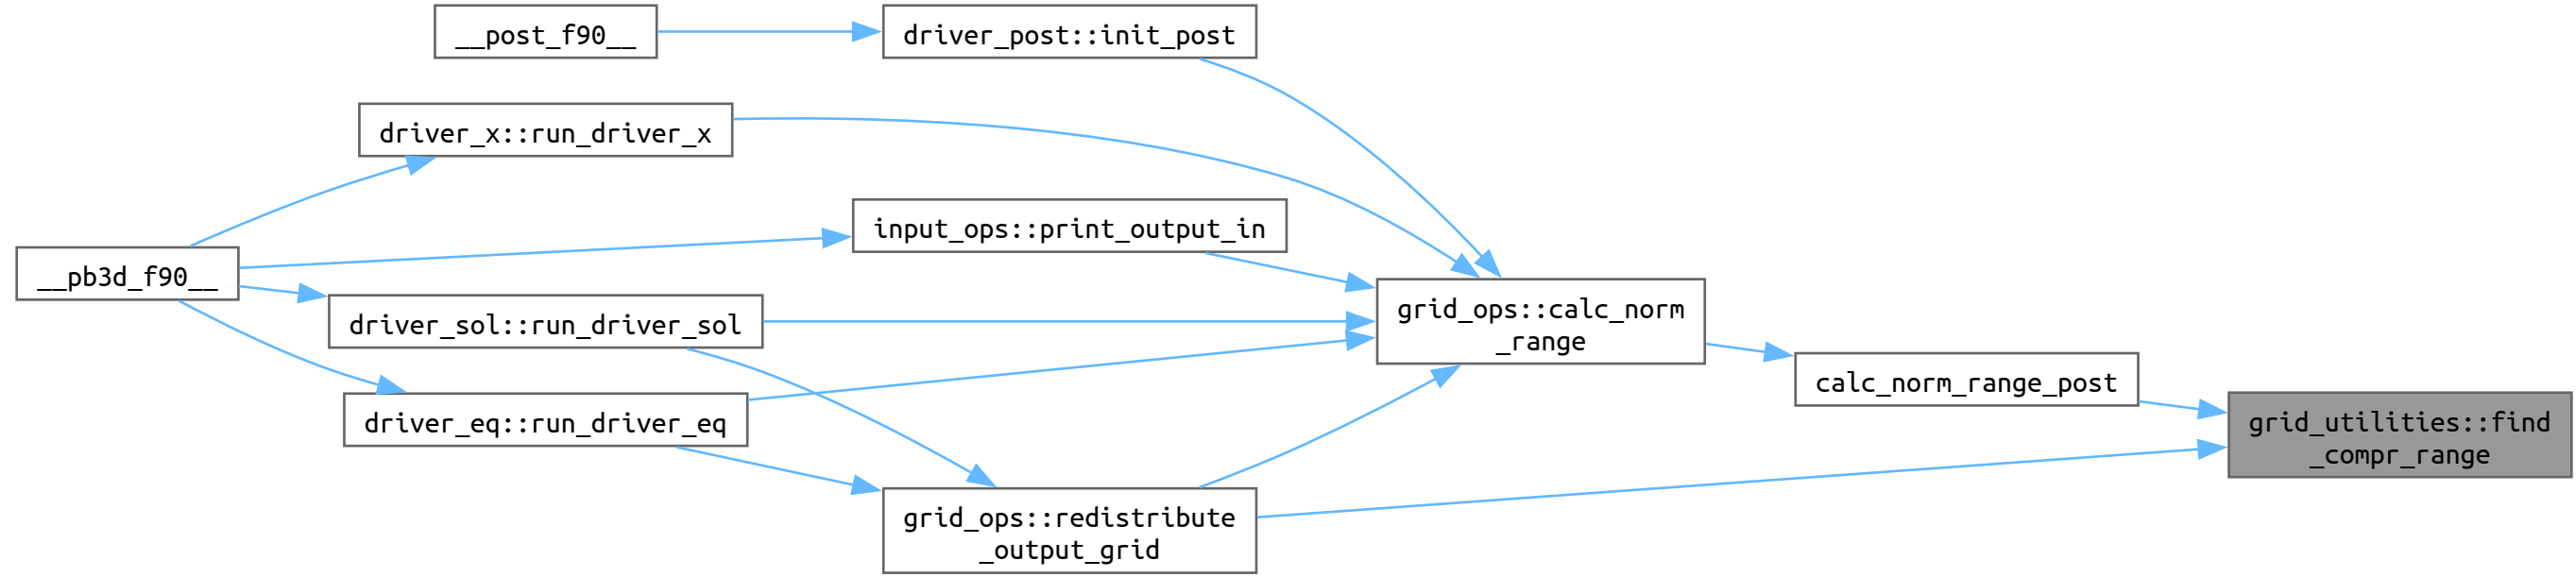 __post_f90__
driver_post::init_post
driver_x::run_driver_x
input_ops::print_output_in
__pb3d_f90__
driver_sol::run_driver_sol
grid_ops::calc_norm
_range
calc_norm_range_post
driver_eq::run_driver_eq
grid_utilities::find
_compr_range
grid_ops::redistribute
_output_grid